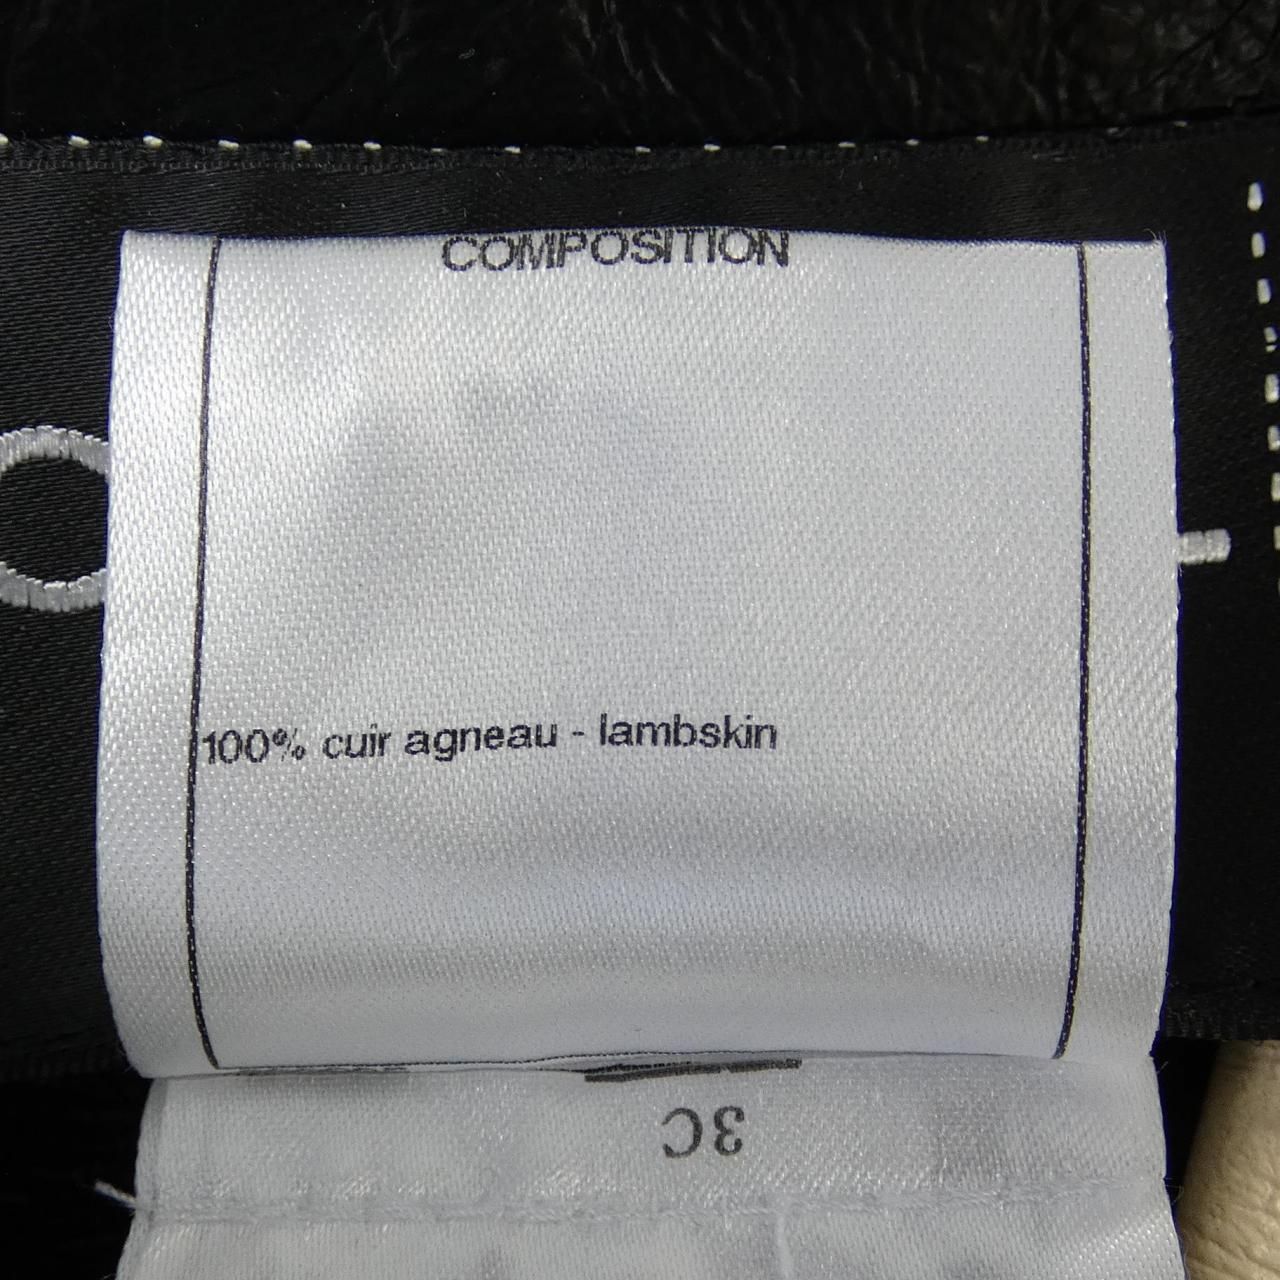 COMPOSITION
100% cuir agneau - lambskin
3C